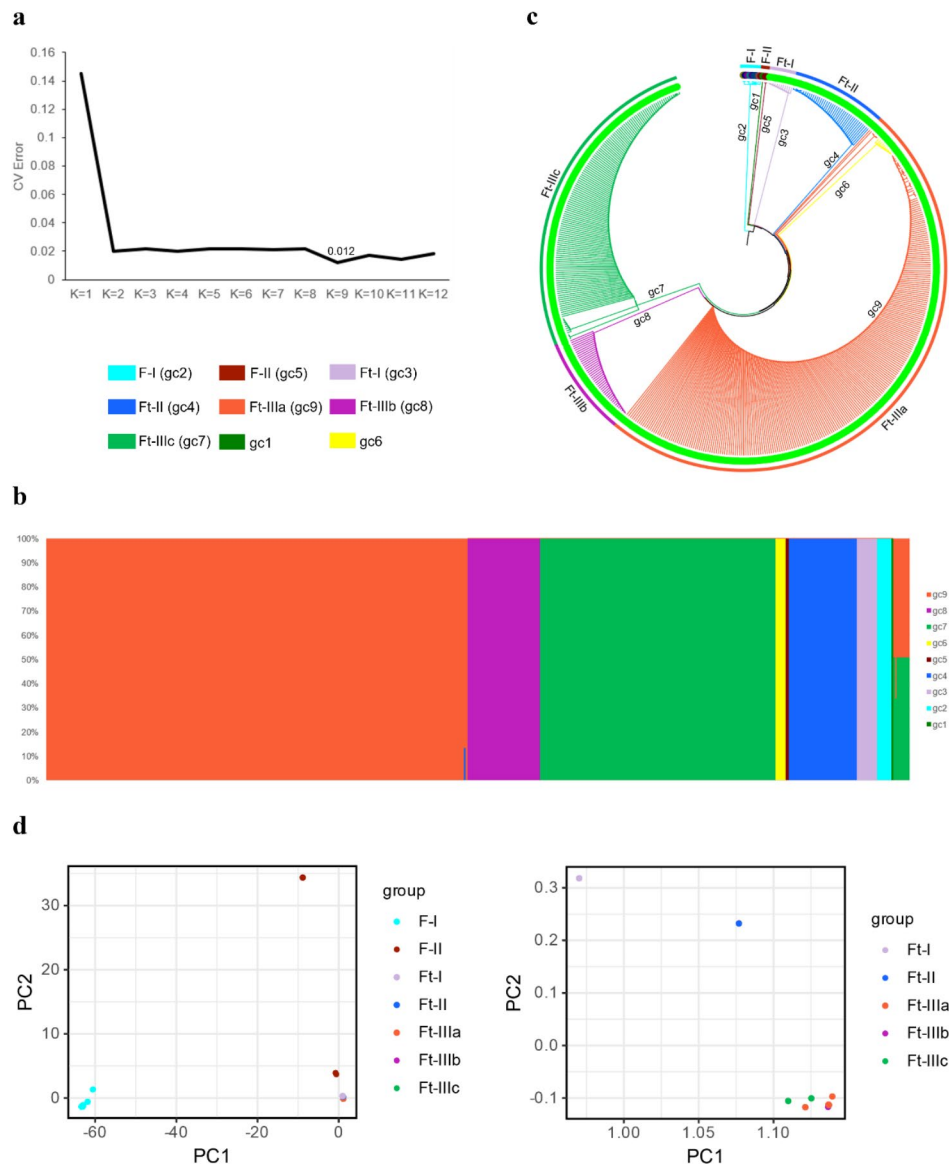 a
0.16
0.14
0.12
0.10
0.08
0.06
0.04
0.02
0
CV Error
0.012
K=1 K=2 K=3 K=4 K=5 K=6 K=7 K=8 K=9 K=10 K=11 K=12
F-I (gc2) F-II (gc5) Ft-I (gc3)
Ft-II (gc4) Ft-IIIa (gc9) Ft-IIIb (gc8)
Ft-IIIc (gc7) gc1 gc6
c
F-I
F-II
Ft-I
Ft-II
Ft-IIIa
Ft-IIIb
Ft-IIIc
gc2
gc1
gc5
gc3
gc4
gc6
gc9
gc7
gc8
b
100%
90%
80%
70%
60%
50%
40%
30%
20%
10%
0%
gc9
gc8
gc7
gc6
gc5
gc4
gc3
gc2
gc1
d
30
20
10
0
PC2
-60 -40 -20 0
PC1
group
F-I
F-II
Ft-I
Ft-II
Ft-IIIa
Ft-IIIb
Ft-IIIc
0.3
0.2
0.1
0.0
-0.1
PC2
1.00 1.05 1.10
PC1
group
Ft-I
Ft-II
Ft-IIIa
Ft-IIIb
Ft-IIIc